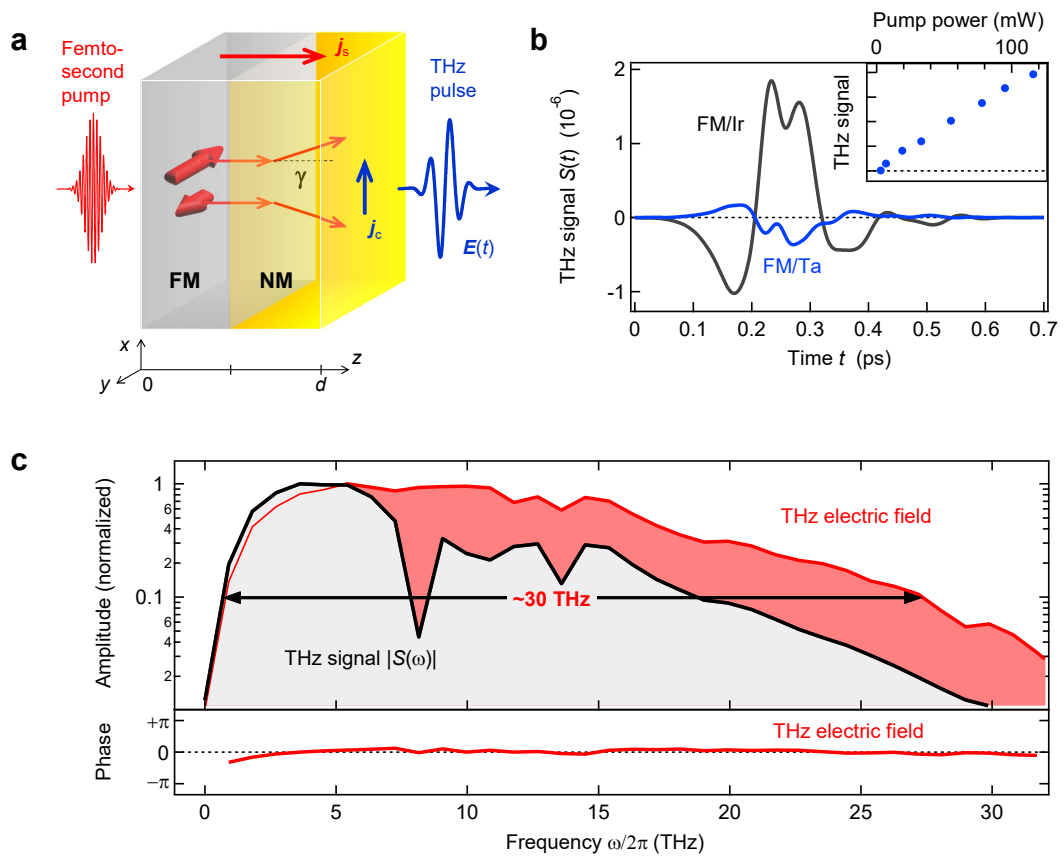 a
Femto-
second
pump
js
THz
pulse
γ
jc
E(t)
FM
NM
x
y
0
d
z
b
Pump power (mW)
0
100
THz signal
THz signal S(t) (10-6)
2
1
0
-1
FM/Ir
FM/Ta
0
0.1
0.2
0.3
0.4
0.5
0.6
0.7
Time t (ps)
c
Amplitude (normalized)
1
6
4
2
0.1
6
4
2
THz electric field
~30 THz
THz signal |S(ω)|
Phase
+π
0
−π
THz electric field
0
5
10
15
20
25
30
Frequency ω/2π (THz)